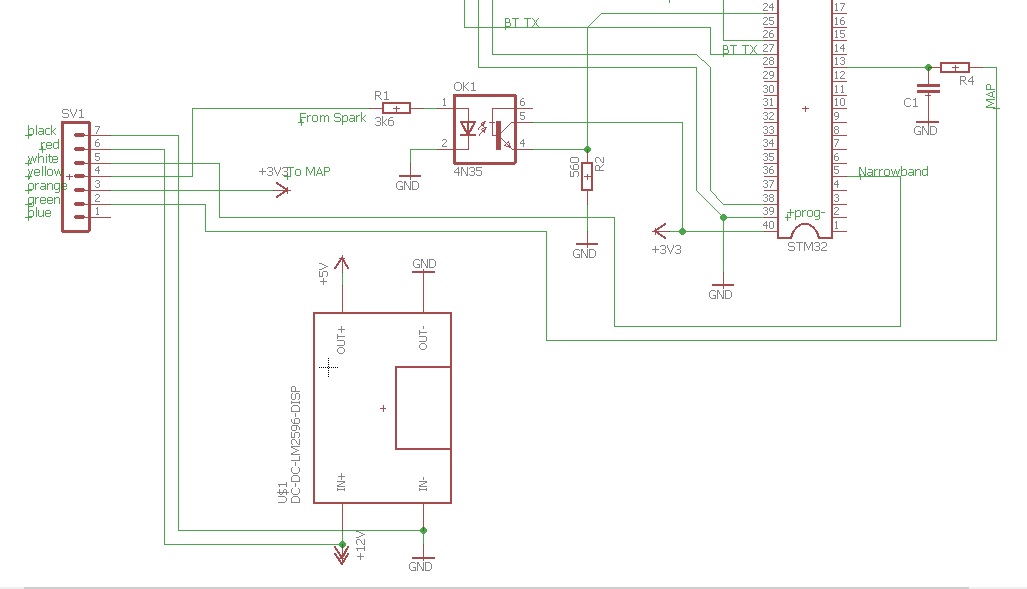 BT TX
BT TX
24
25
26
27
28
29
30
31
32
33
34
35
36
37
38
39
40
17
16
15
14
13
12
11
10
9
8
7
6
5
4
3
2
1
STM32
prog-
R4
MAP
C1
GND
Narrowband
SV1
black
red
white
yellow
orange
green
blue
7
6
5
4
3
2
1
R1
3k6
From Spark
OK1
1
2
6
5
4
4N35
GND
+3V3
To MAP
560
R2
GND
+3V3
GND
+5V
GND
OUT+
OUT-
IN+
IN-
U$1
DC-DC-LM2596-DISP
+12V
GND